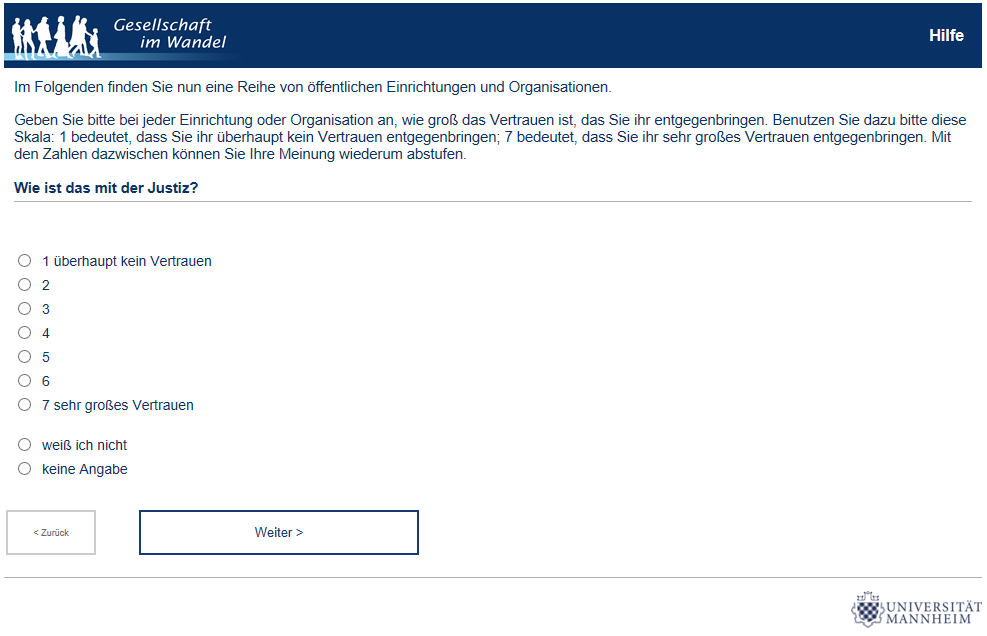 Gesellschaft
im Wandel
Hilfe
Im Folgenden finden Sie nun eine Reihe von öffentlichen Einrichtungen und Organisationen.
Geben Sie bitte bei jeder Einrichtung oder Organisation an, wie groß das Vertrauen ist, das Sie ihr entgegenbringen. Benutzen Sie dazu bitte diese
Skala: 1 bedeutet, dass Sie ihr überhaupt kein Vertrauen entgegenbringen; 7 bedeutet, dass Sie ihr sehr großes Vertrauen entgegenbringen. Mit
den Zahlen dazwischen können Sie Ihre Meinung wiederum abstufen.
Wie ist das mit der Justiz?
1 überhaupt kein Vertrauen
2
3
4
5
6
7 sehr großes Vertrauen
weiß ich nicht
keine Angabe
< Zurück
Weiter >
UNIVERSITÄT
MANNHEIM